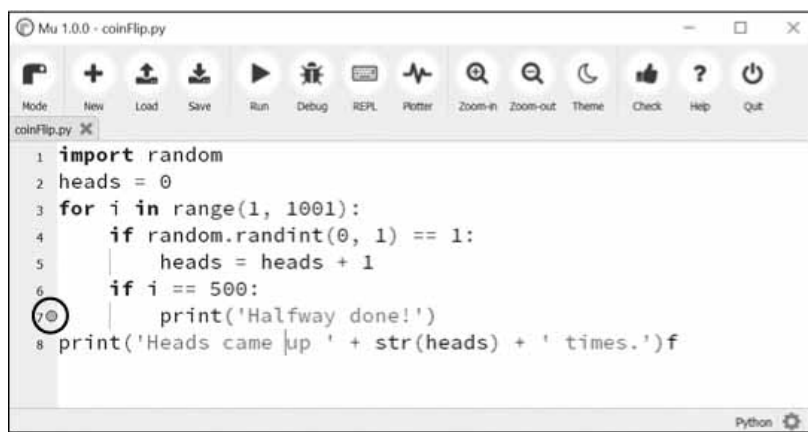 Mu 1.0.0 - coinFlip.py
Mode New Load Save Run Debug REPL Plotter Zoom-in Zoom-out Theme Check Help Quit
coinFlip.py
1 import random
2 heads = 0
3 for i in range(1, 1001):
4 if random.randint(0, 1) == 1:
5 heads = heads + 1
6 if i == 500:
7 print('Halfway done!')
8 print('Heads came up ' + str(heads) + ' times.')f
Python